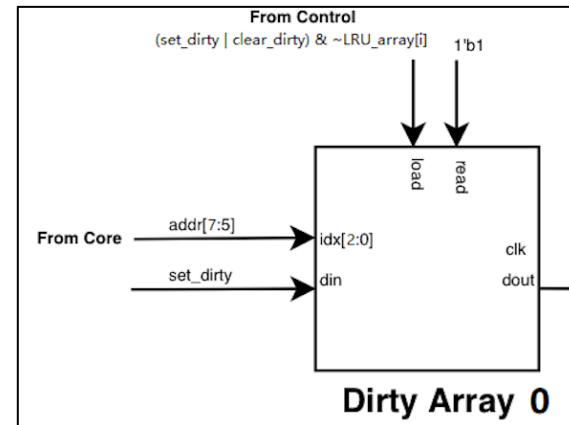 From Control
(set_dirty | clear_dirty) & ~LRU_array[i]
1'b1
load
read
addr[7:5]
From Core
idx[2:0]
clk
set_dirty
din
dout
Dirty Array 0